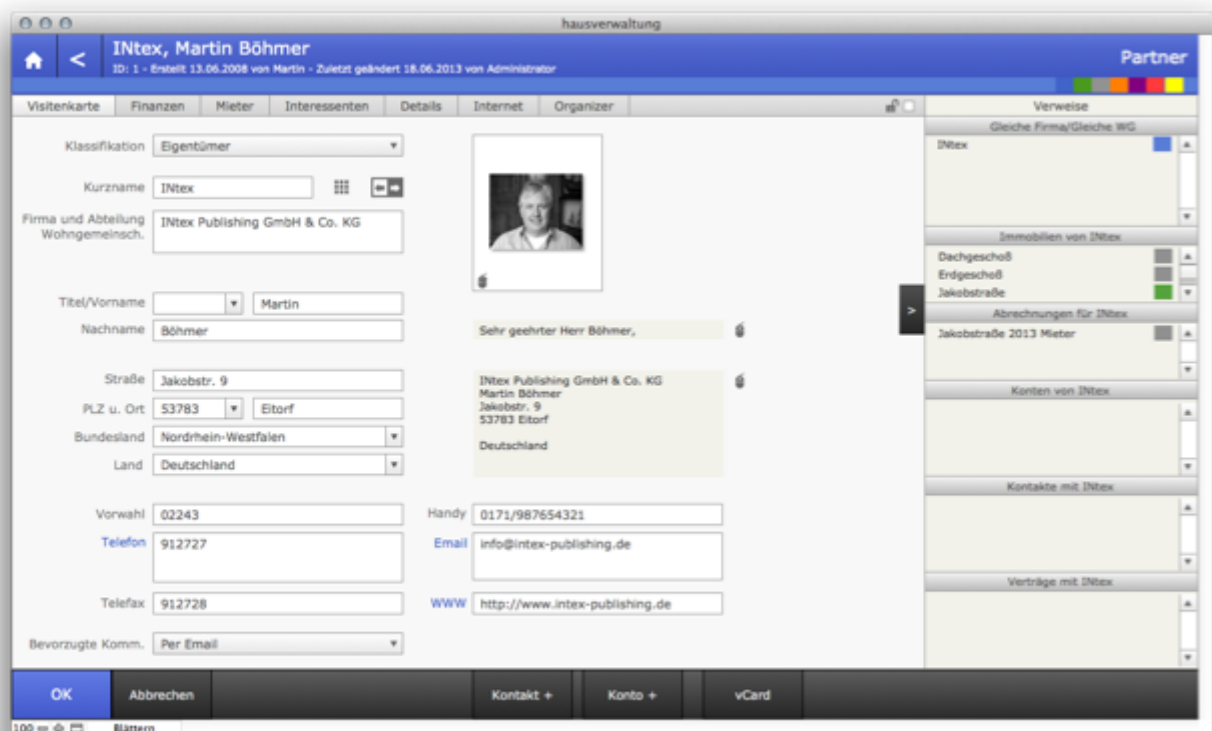 hausverwaltung
INtex, Martin Böhmer
ID: 1 - Erstellt 13.06.2008 von Martin - Zuletzt geändert 18.06.2013 von Administrator
Partner
Visitenkarte Finanzen Mieter Interessenten Details Internet Organizer
Verweise
Klassifikation Eigentümer
Kurzname INtex
Firma und Abteilung
Wohngemeinsch.
INtex Publishing GmbH & Co. KG
Titel/Vorname Martin
Nachname Böhmer
Sehr geehrter Herr Böhmer,
Straße Jakobstr. 9
PLZ u. Ort 53783 Eitorf
Bundesland Nordrhein-Westfalen
Land Deutschland
INtex Publishing GmbH & Co. KG
Martin Böhmer
Jakobstr. 9
53783 Eitorf
Deutschland
Vorwahl 02243
Handy 0171/987654321
Telefon 912727
Email info@intex-publishing.de
Telefax 912728
WWW http://www.intex-publishing.de
Bevorzugte Komm. Per Email
Gleiche Firma/Gleiche WG
INtex
Immobilien von INtex
Dachgeschoß
Erdgeschoß
Jakobstraße
Abrechnungen für INtex
Jakobstraße 2013 Mieter
Konten von INtex
Kontakte mit INtex
Verträge mit INtex
OK Abbrechen Kontakt + Konto + vCard
100 Blättern